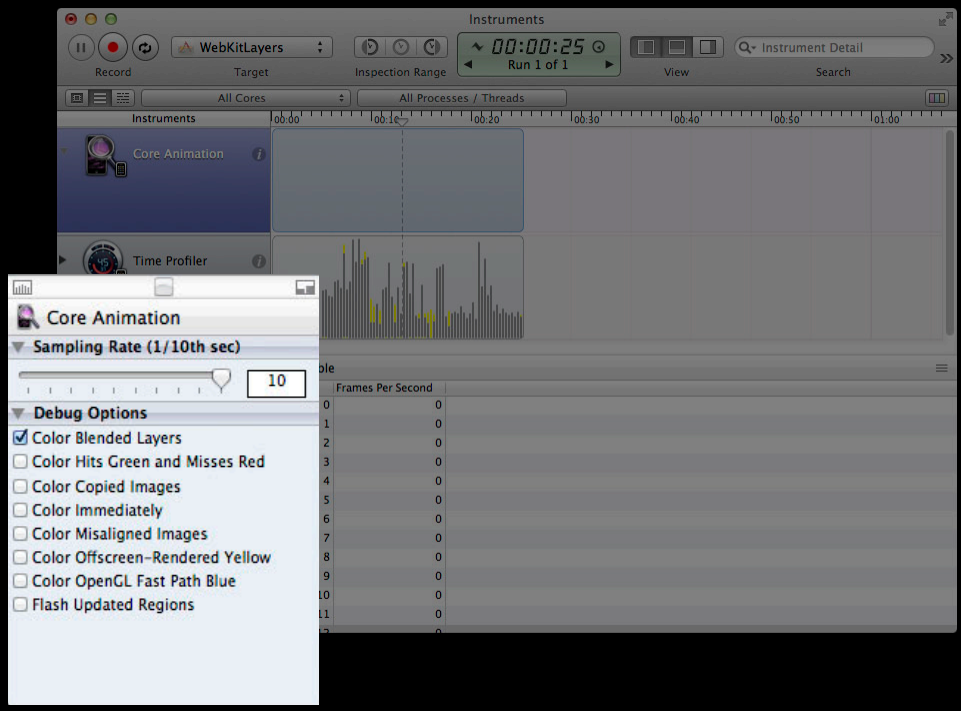 Instruments
WebKitLayers
00:00:25
Run 1 of 1
Instrument Detail
Record
Target
Inspection Range
View
Search
All Cores
All Processes / Threads
Instruments
00:00
00:10
00:20
00:30
00:40
00:50
01:00
Core Animation
Time Profiler
Core Animation
Sampling Rate (1/10th sec)
10
Debug Options
Color Blended Layers
Color Hits Green and Misses Red
Color Copied Images
Color Immediately
Color Misaligned Images
Color Offscreen-Rendered Yellow
Color OpenGL Fast Path Blue
Flash Updated Regions
ble
Frames Per Second
0 0
1 0
2 0
3 0
4 0
5 0
6 0
7 0
8 0
9 0
10 0
11 0
12 0